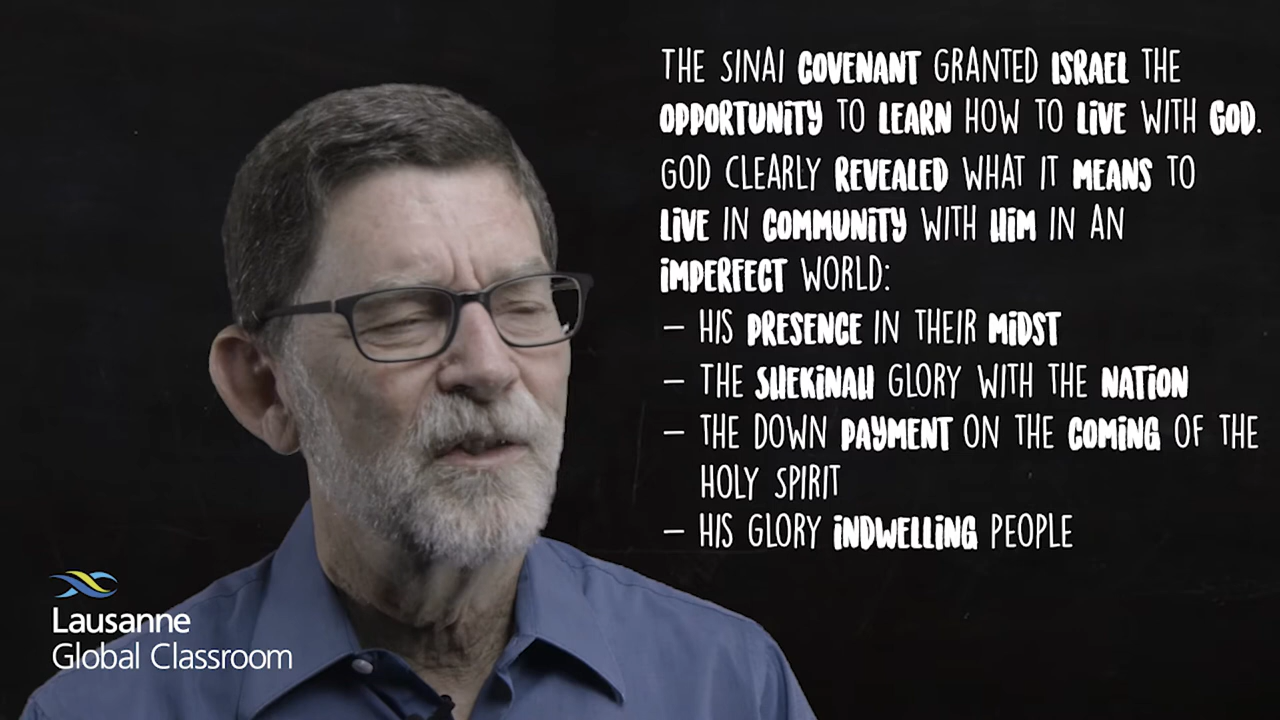 THE SINAI COVENANT GRANTED ISRAEL THE
OPPORTUNITY TO LEARN HOW TO LIVE WITH GOD.
GOD CLEARLY REVEALED WHAT IT MEANS TO
LIVE IN COMMUNITY WITH HIM IN AN
IMPERFECT WORLD:
– HIS PRESENCE IN THEIR MIDST
– THE SHEKINAH GLORY WITH THE NATION
– THE DOWN PAYMENT ON THE COMING OF THE
HOLY SPIRIT
– HIS GLORY INDWELLING PEOPLE
Lausanne
Global Classroom